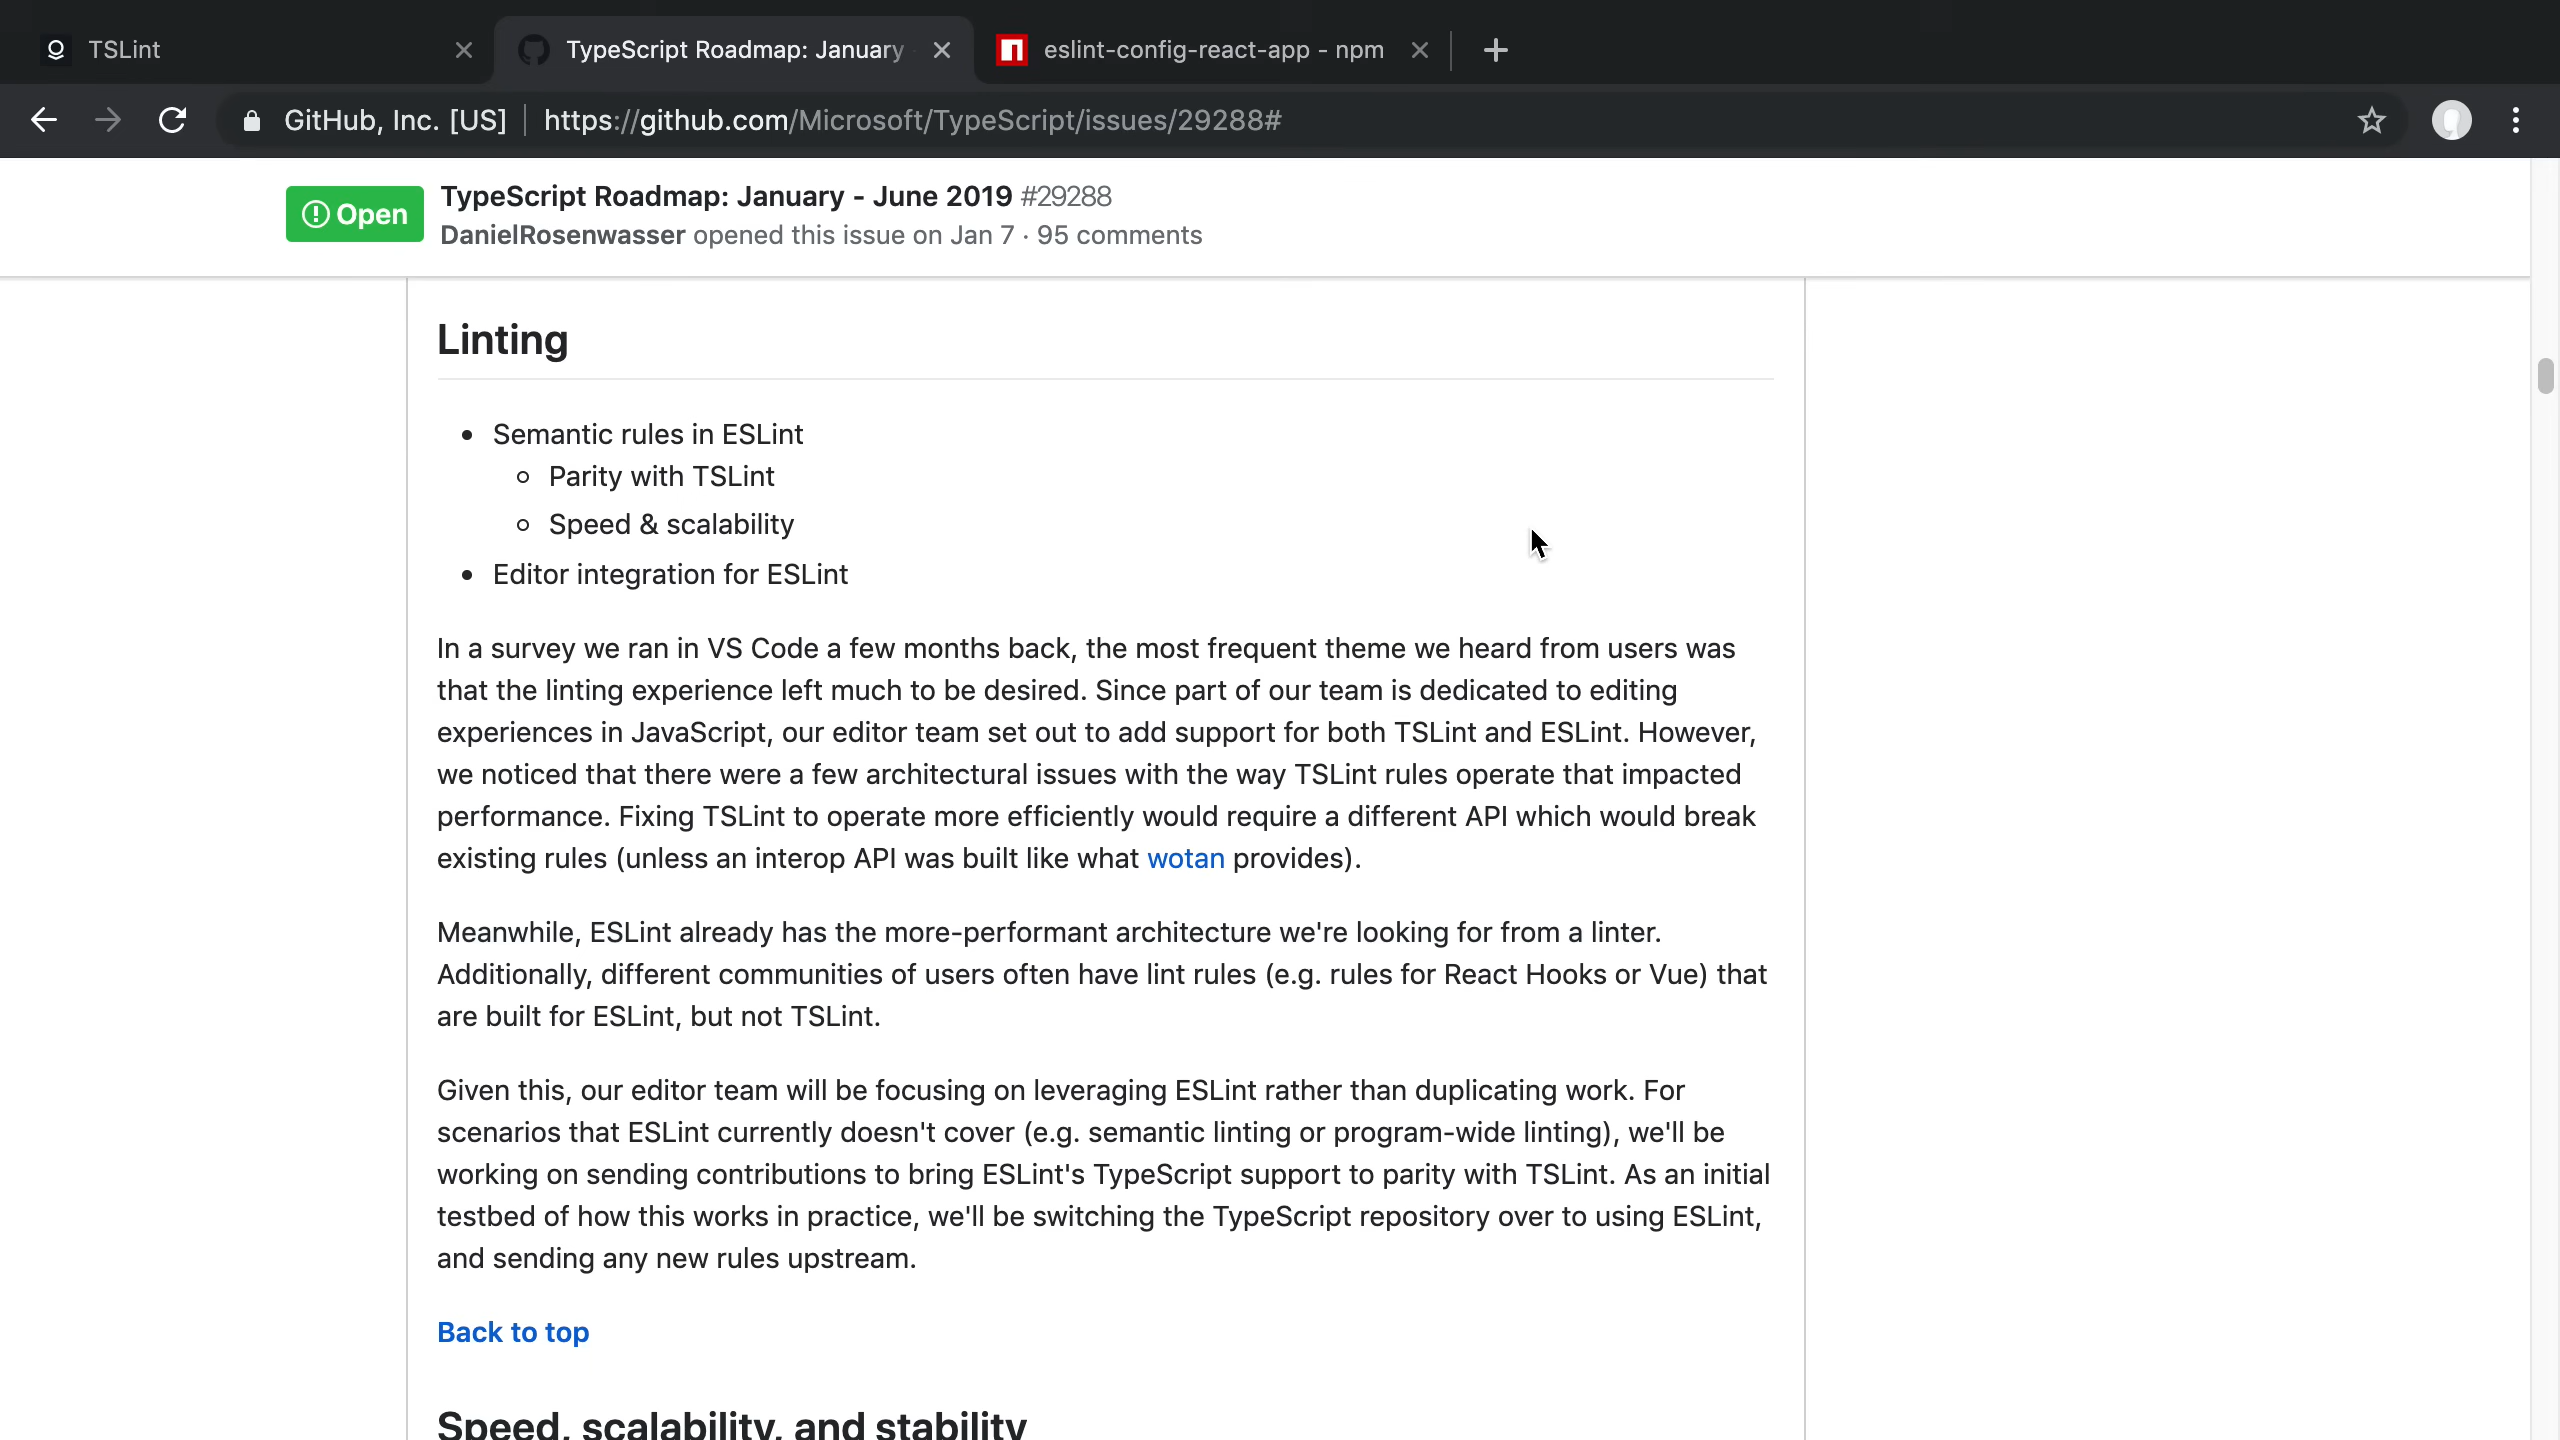 TSLint
TypeScript Roadmap: January
eslint-config-react-app - npm
GitHub, Inc. [US]
https://github.com/Microsoft/TypeScript/issues/29288#
Open
TypeScript Roadmap: January - June 2019 #29288
DanielRosenwasser opened this issue on Jan 7 · 95 comments
Linting
• Semantic rules in ESLint
◦ Parity with TSLint
◦ Speed & scalability
• Editor integration for ESLint
In a survey we ran in VS Code a few months back, the most frequent theme we heard from users was
that the linting experience left much to be desired. Since part of our team is dedicated to editing
experiences in JavaScript, our editor team set out to add support for both TSLint and ESLint. However,
we noticed that there were a few architectural issues with the way TSLint rules operate that impacted
performance. Fixing TSLint to operate more efficiently would require a different API which would break
existing rules (unless an interop API was built like what wotan provides).
Meanwhile, ESLint already has the more-performant architecture we're looking for from a linter.
Additionally, different communities of users often have lint rules (e.g. rules for React Hooks or Vue) that
are built for ESLint, but not TSLint.
Given this, our editor team will be focusing on leveraging ESLint rather than duplicating work. For
scenarios that ESLint currently doesn't cover (e.g. semantic linting or program-wide linting), we'll be
working on sending contributions to bring ESLint's TypeScript support to parity with TSLint. As an initial
testbed of how this works in practice, we'll be switching the TypeScript repository over to using ESLint,
and sending any new rules upstream.
Back to top
Speed, scalability, and stability